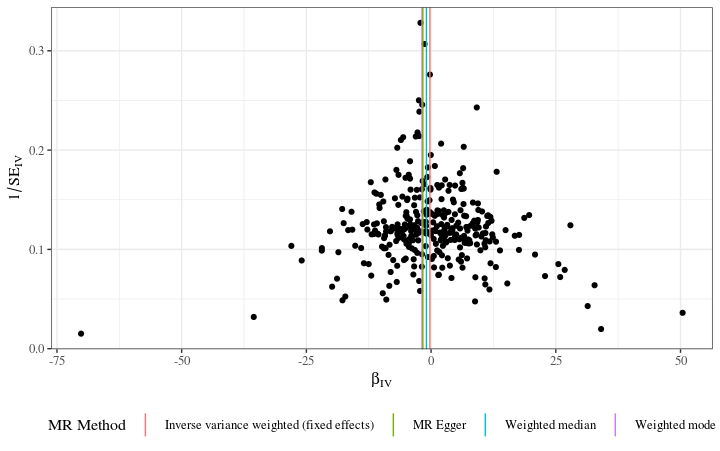 0.3
0.2
0.1
0.0
1/SE_IV
-75 -50 -25 0 25 50
β_IV
MR Method Inverse variance weighted (fixed effects) MR Egger Weighted median Weighted mode